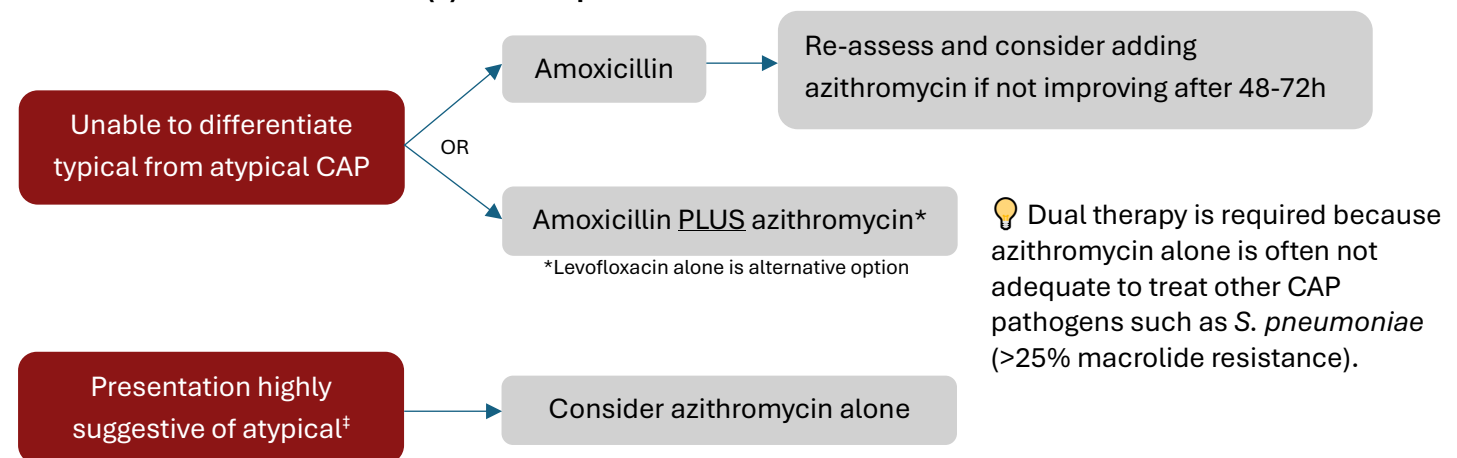 Amoxicillin
Re-assess and consider adding
azithromycin if not improving after 48-72h
Unable to differentiate
typical from atypical CAP
OR
Amoxicillin PLUS azithromycin*
*Levofloxacin alone is alternative option
💡 Dual therapy is required because
azithromycin alone is often not
adequate to treat other CAP
pathogens such as S. pneumoniae
(>25% macrolide resistance).
Presentation highly
suggestive of atypical‡
Consider azithromycin alone